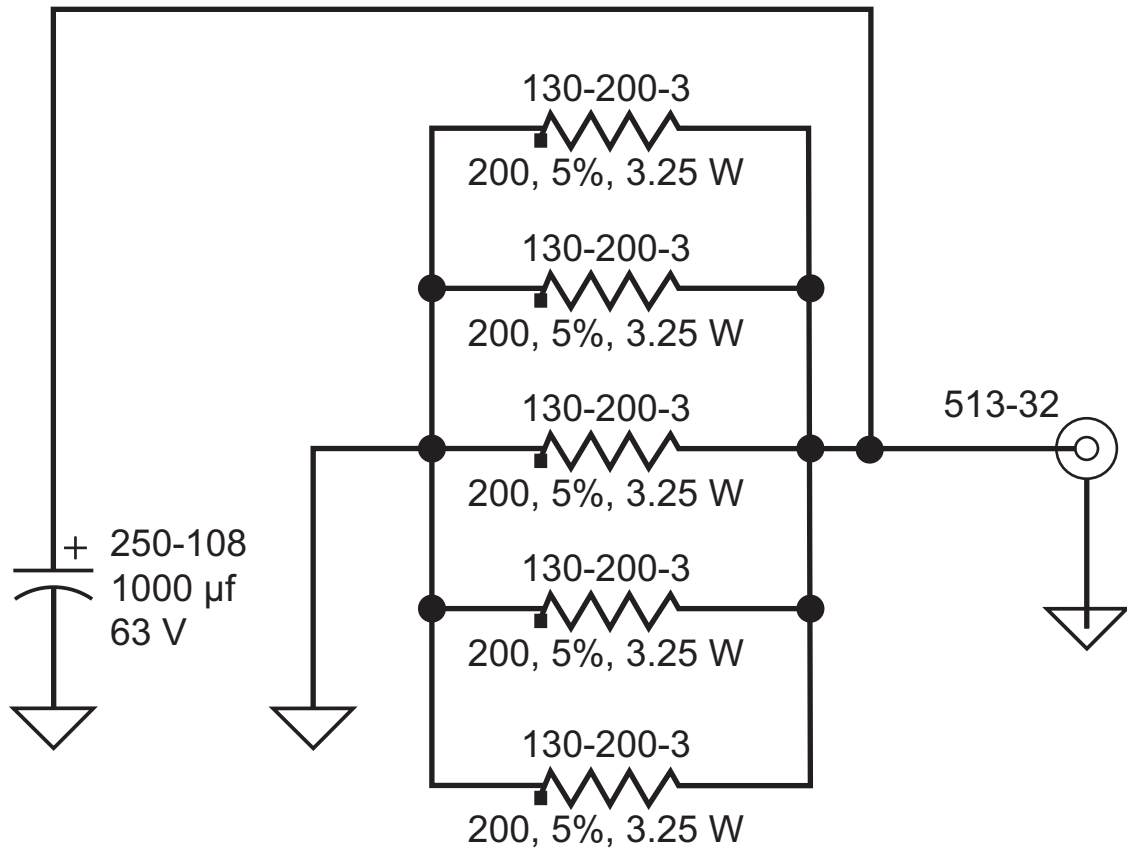 130-200-3
200, 5%, 3.25 W
130-200-3
200, 5%, 3.25 W
130-200-3
200, 5%, 3.25 W
513-32
+ 250-108
1000 µf
63 V
130-200-3
200, 5%, 3.25 W
130-200-3
200, 5%, 3.25 W